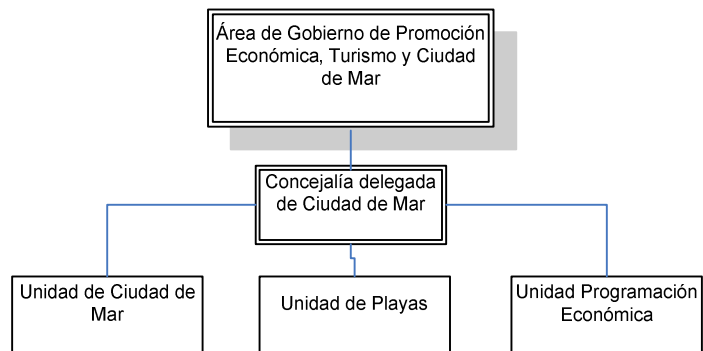 Área de Gobierno de Promoción
Económica, Turismo y Ciudad
de Mar
Concejalía delegada
de Ciudad de Mar
Unidad de Ciudad de
Mar
Unidad de Playas
Unidad Programación
Económica